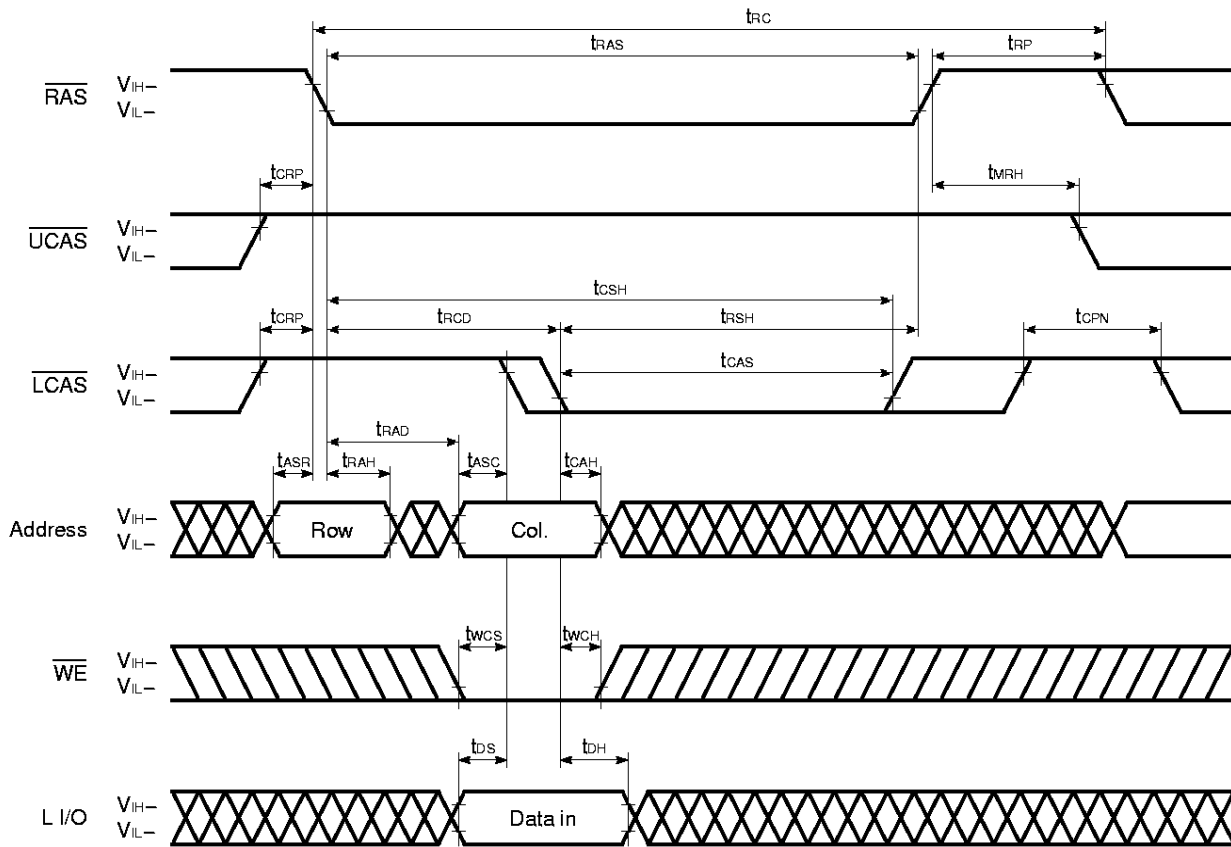 tRC
tRAS tRP
RAS VIH–
VIL–
tCRP tMRH
UCAS VIH–
VIL–
tCSH
tCRP tRCD tRSH tCPN
LCAS VIH– tCAS
VIL–
tRAD
tASR tRAH tASC tCAH
Address VIH– Row Col.
VIL–
tWCS tWCH
WE VIH–
VIL–
tDS tDH
L I/O VIH– Data in
VIL–